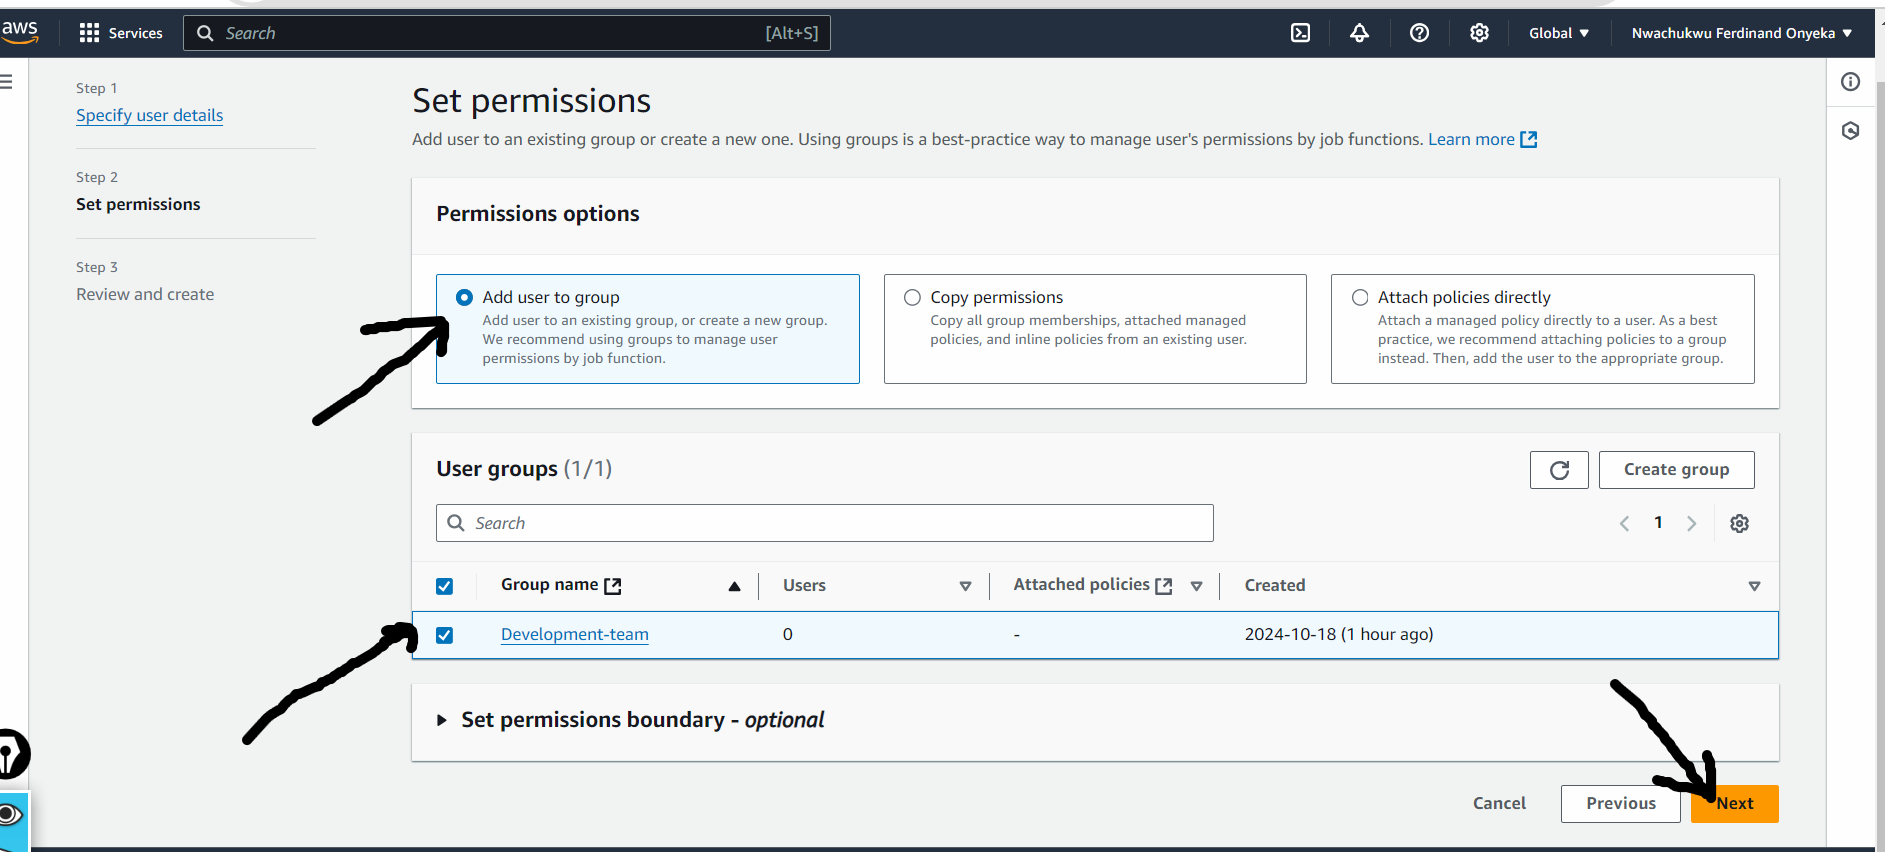 aws
Services
Search
[Alt+S]
Global
Nwachukwu Ferdinand Onyeka
Step 1
Specify user details
Step 2
Set permissions
Step 3
Review and create
Set permissions
Add user to an existing group or create a new one. Using groups is a best-practice way to manage user's permissions by job functions. Learn more
Permissions options
Add user to group
Add user to an existing group, or create a new group.
We recommend using groups to manage user
permissions by job function.
Copy permissions
Copy all group memberships, attached managed
policies, and inline policies from an existing user.
Attach policies directly
Attach a managed policy directly to a user. As a best
practice, we recommend attaching policies to a group
instead. Then, add the user to the appropriate group.
User groups (1/1)
Create group
Search
1
Group name
Users
Attached policies
Created
Development-team
0
-
2024-10-18 (1 hour ago)
Set permissions boundary - optional
Cancel
Previous
Next